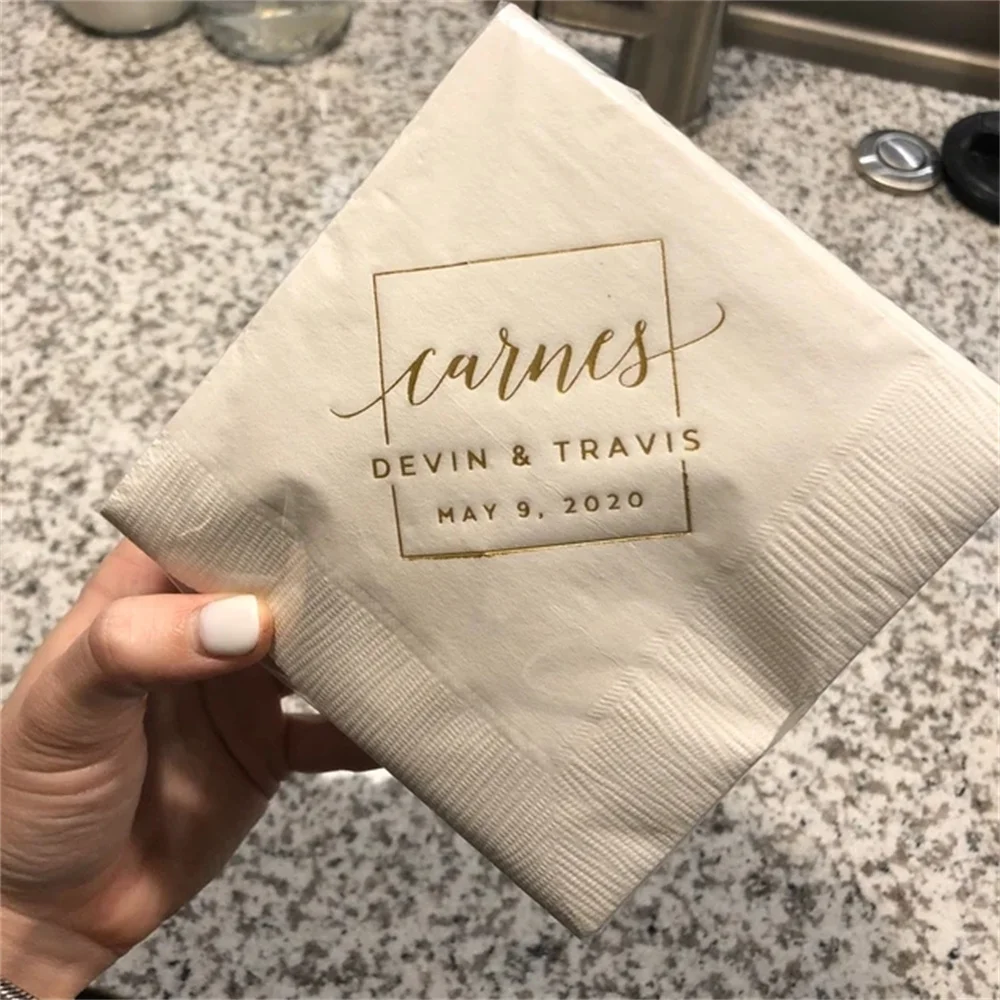 carnes
DEVIN & TRAVIS
MAY 9, 2020